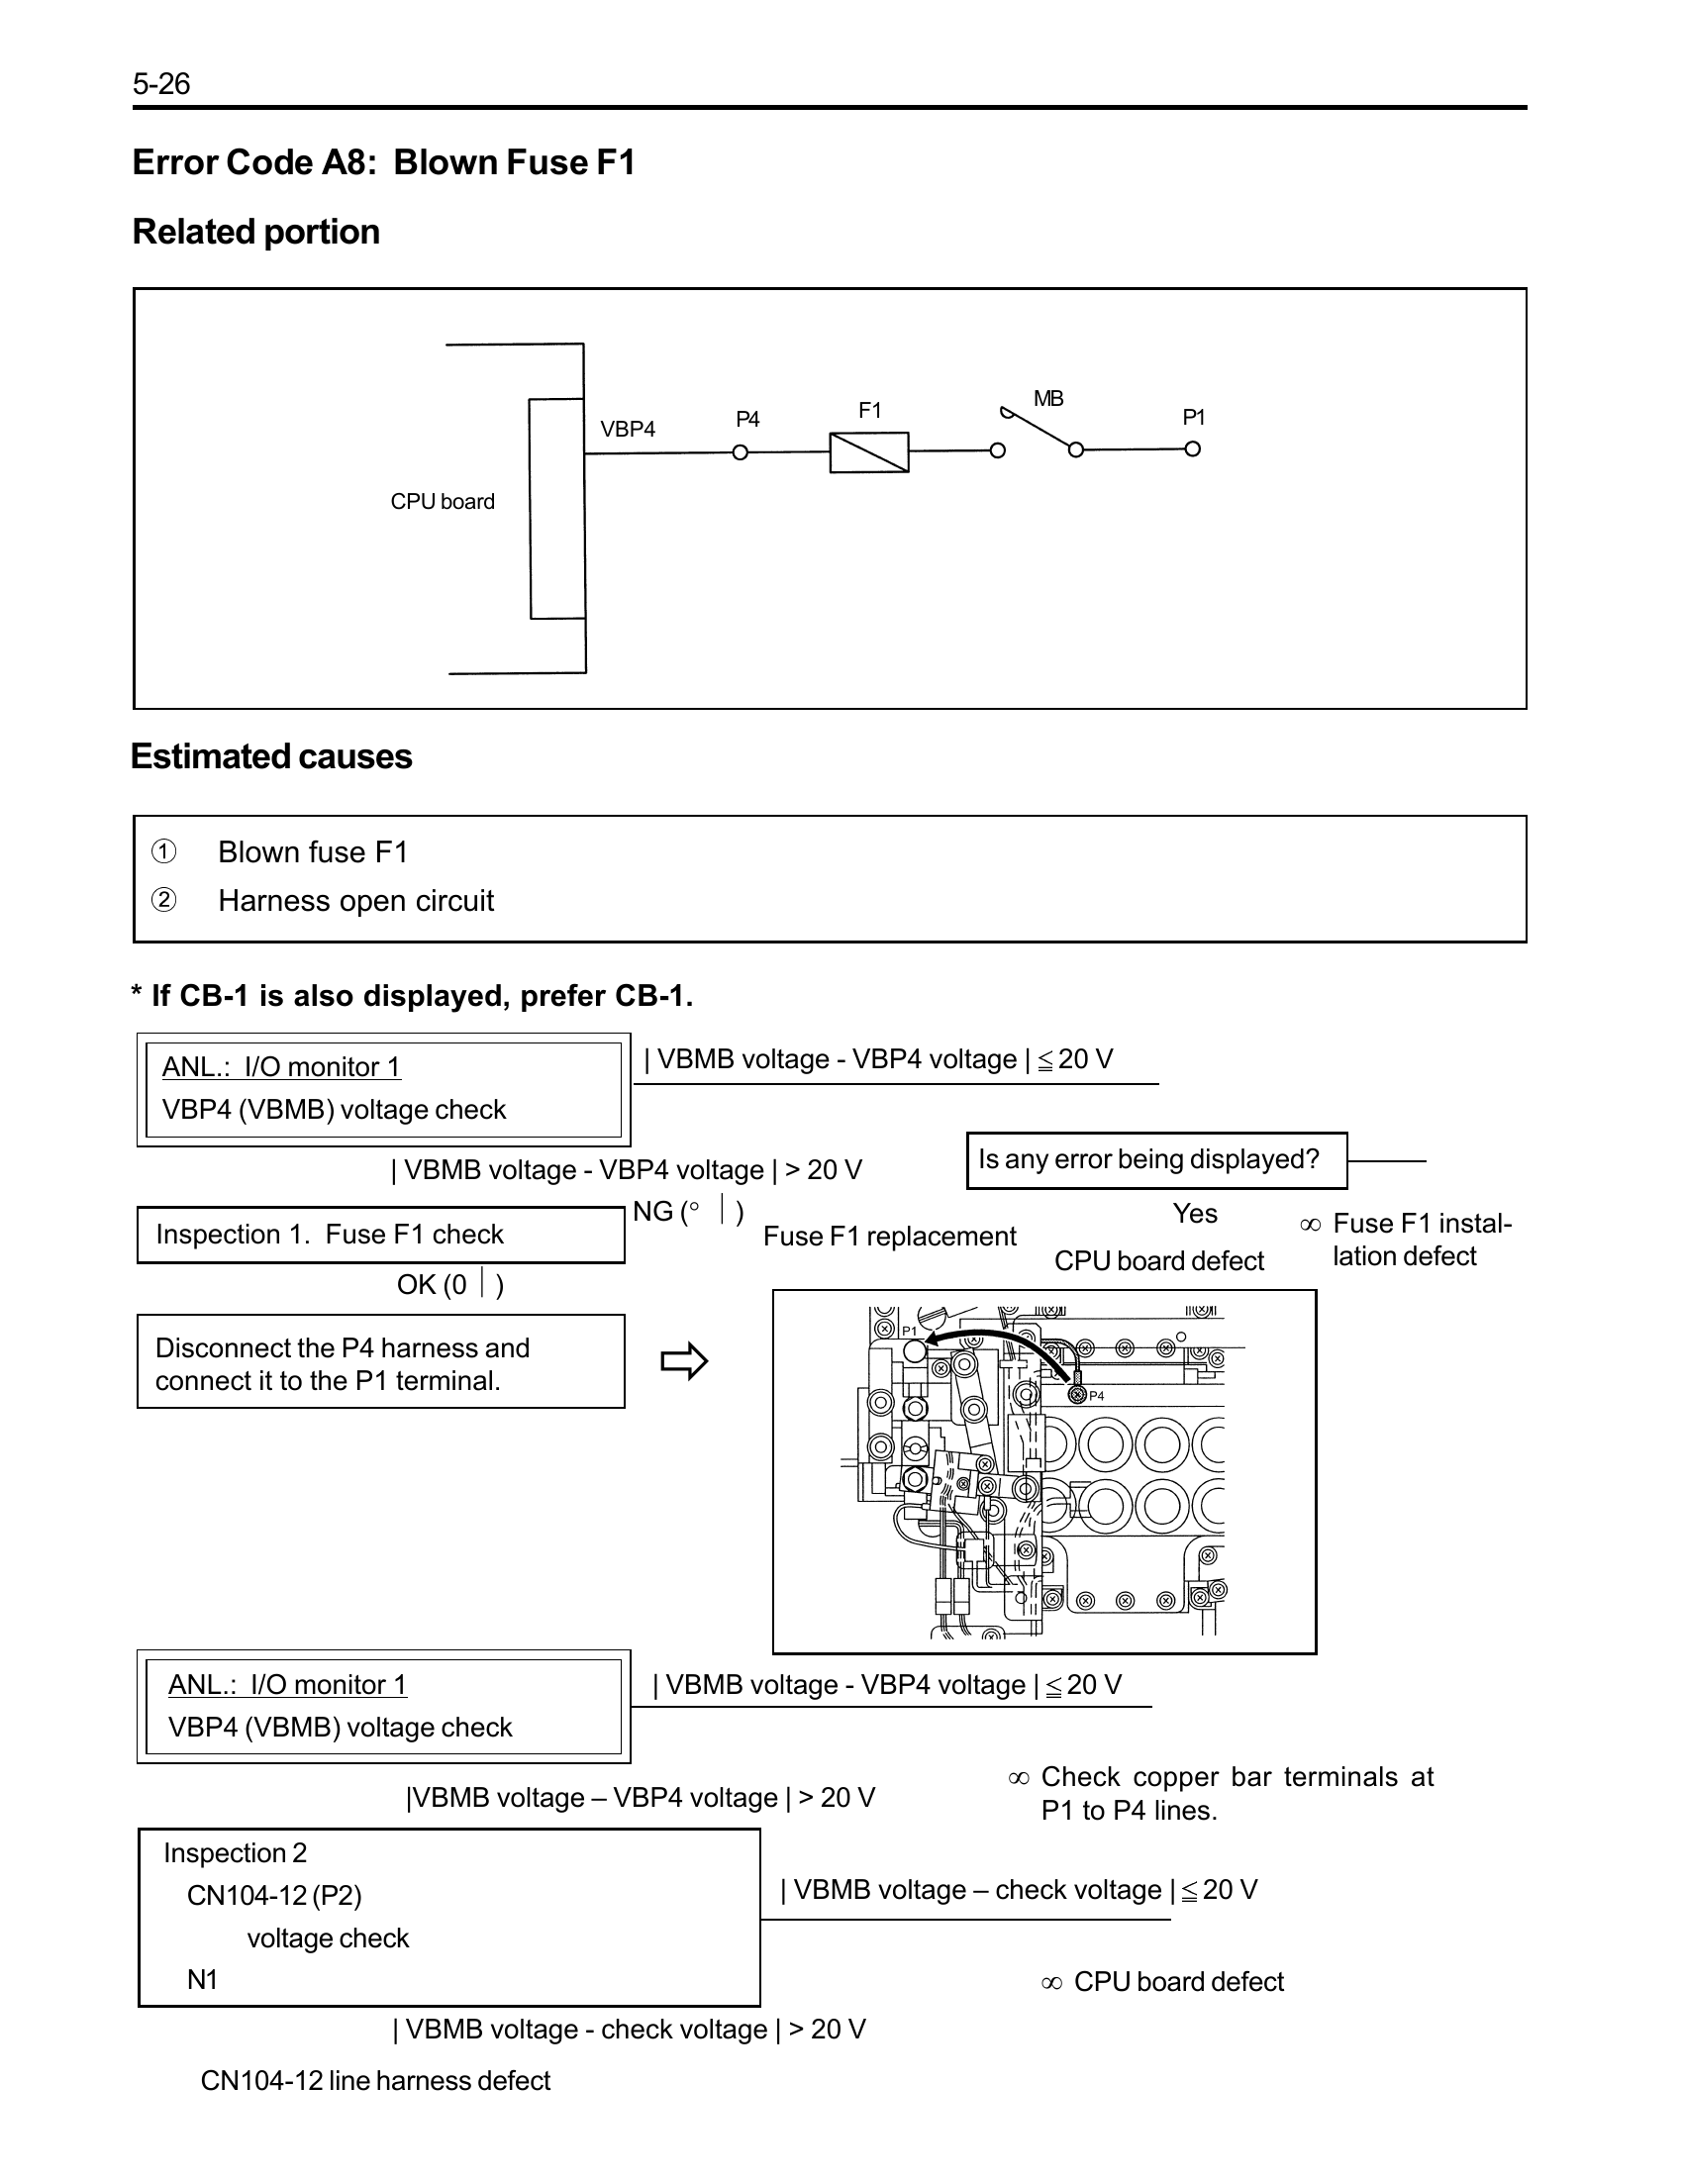 5-26
Error Code A8: Blown Fuse F1
Related portion
VBP4
P4
F1
MB
P1
CPU board
Estimated causes
① Blown fuse F1
② Harness open circuit
* If CB-1 is also displayed, prefer CB-1.
ANL.: I/O monitor 1
VBP4 (VBMB) voltage check
| VBMB voltage - VBP4 voltage | ≦ 20 V
| VBMB voltage - VBP4 voltage | > 20 V
Is any error being displayed?
Inspection 1. Fuse F1 check
NG (° | )
Fuse F1 replacement
Yes
CPU board defect
∞ Fuse F1 instal-
lation defect
OK (0 | )
Disconnect the P4 harness and
connect it to the P1 terminal.
P1
P4
ANL.: I/O monitor 1
VBP4 (VBMB) voltage check
| VBMB voltage - VBP4 voltage | ≦ 20 V
|VBMB voltage – VBP4 voltage | > 20 V
∞ Check copper bar terminals at
P1 to P4 lines.
Inspection 2
CN104-12 (P2)
voltage check
N1
| VBMB voltage – check voltage | ≦ 20 V
∞ CPU board defect
| VBMB voltage - check voltage | > 20 V
CN104-12 line harness defect